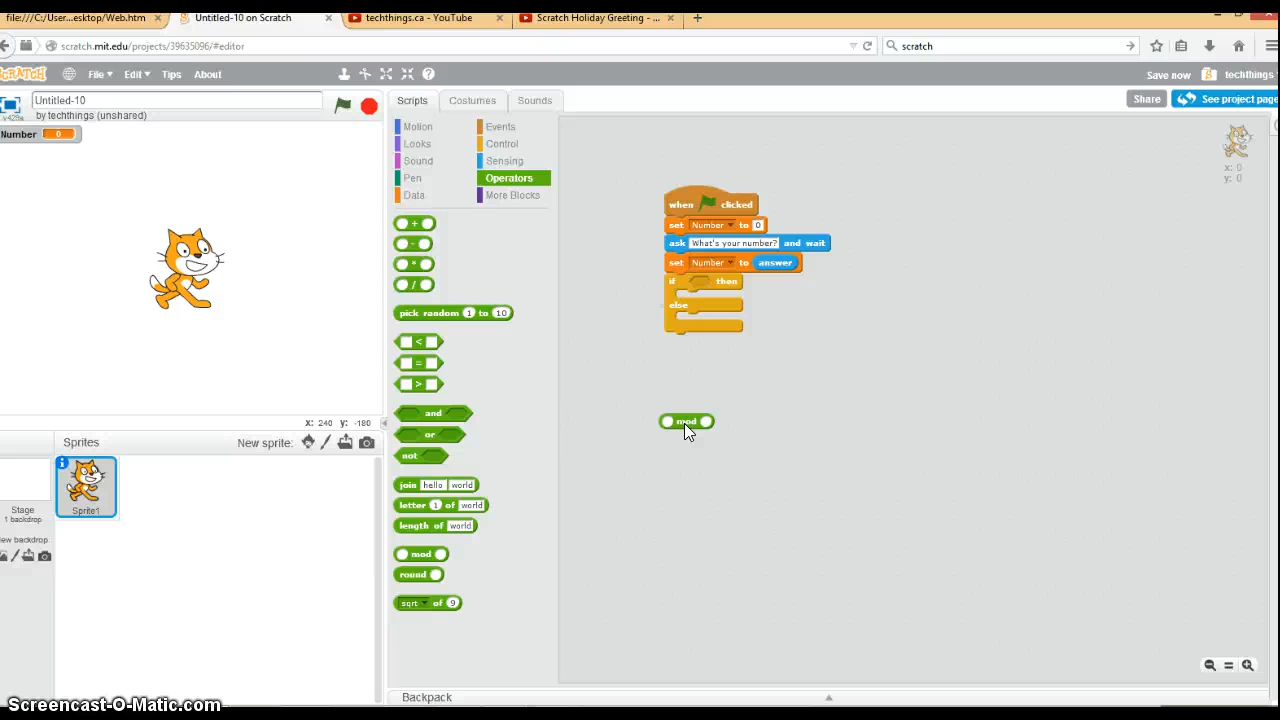 file:///C:/User...esktop/Web.htm
Untitled-10 on Scratch
techthings.ca - YouTube
Scratch Holiday Greeting - ...
scratch.mit.edu/projects/39635096/#editor
scratch
File
Edit
Tips
About
Save now
techthings
Untitled-10
by techthings (unshared)
Scripts
Costumes
Sounds
Share
See project page
Number 0
Motion
Events
Looks
Control
Sound
Sensing
Pen
Operators
Data
More Blocks
x: 0
y: 0
+
-
*
/
pick random 1 to 10
<
=
>
and
or
not
join hello world
letter 1 of world
length of world
mod
round
sqrt of 9
when clicked
set Number to 0
ask What's your number? and wait
set Number to answer
if then
else
mod
x: 240 y: -180
Sprites
New sprite:
Stage
1 backdrop
ew backdrop:
Sprite1
Backpack
Screencast-O-Matic.com